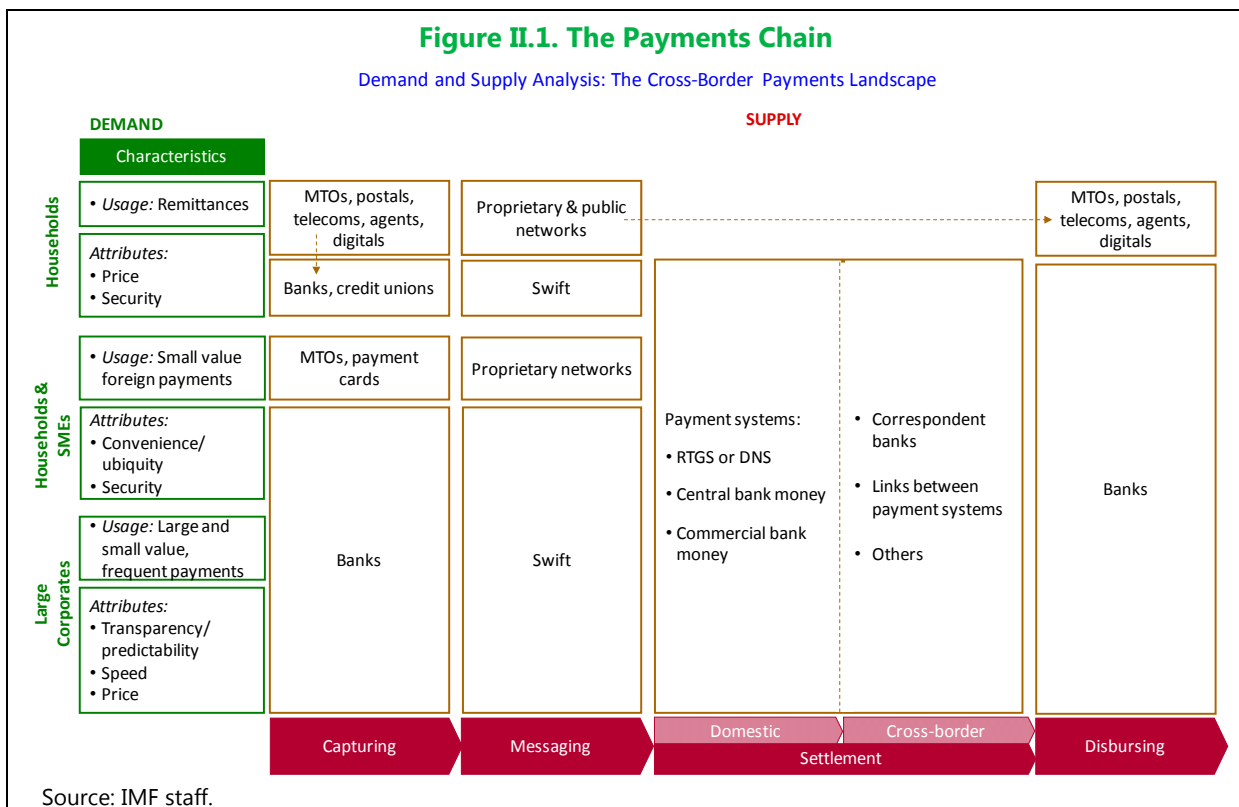 Figure II.1. The Payments Chain
Demand and Supply Analysis: The Cross-Border Payments Landscape
DEMAND
SUPPLY
Characteristics
Households
• Usage: Remittances
Attributes:
• Price
• Security
MTOs, postals,
telecoms, agents,
digitals
Proprietary & public
networks
MTOs, postals,
telecoms, agents,
digitals
Banks, credit unions
Swift
Households &
SMEs
• Usage: Small value
foreign payments
Attributes:
• Convenience/
ubiquity
• Security
MTOs, payment
cards
Proprietary networks
Large
Corporates
• Usage: Large and
small value,
frequent payments
Attributes:
• Transparency/
predictability
• Speed
• Price
Banks
Swift
Payment systems:
• RTGS or DNS
• Central bank money
• Commercial bank
money
• Correspondent
banks
• Links between
payment systems
• Others
Banks
Capturing
Messaging
Domestic
Cross-border
Settlement
Disbursing
Source: IMF staff.